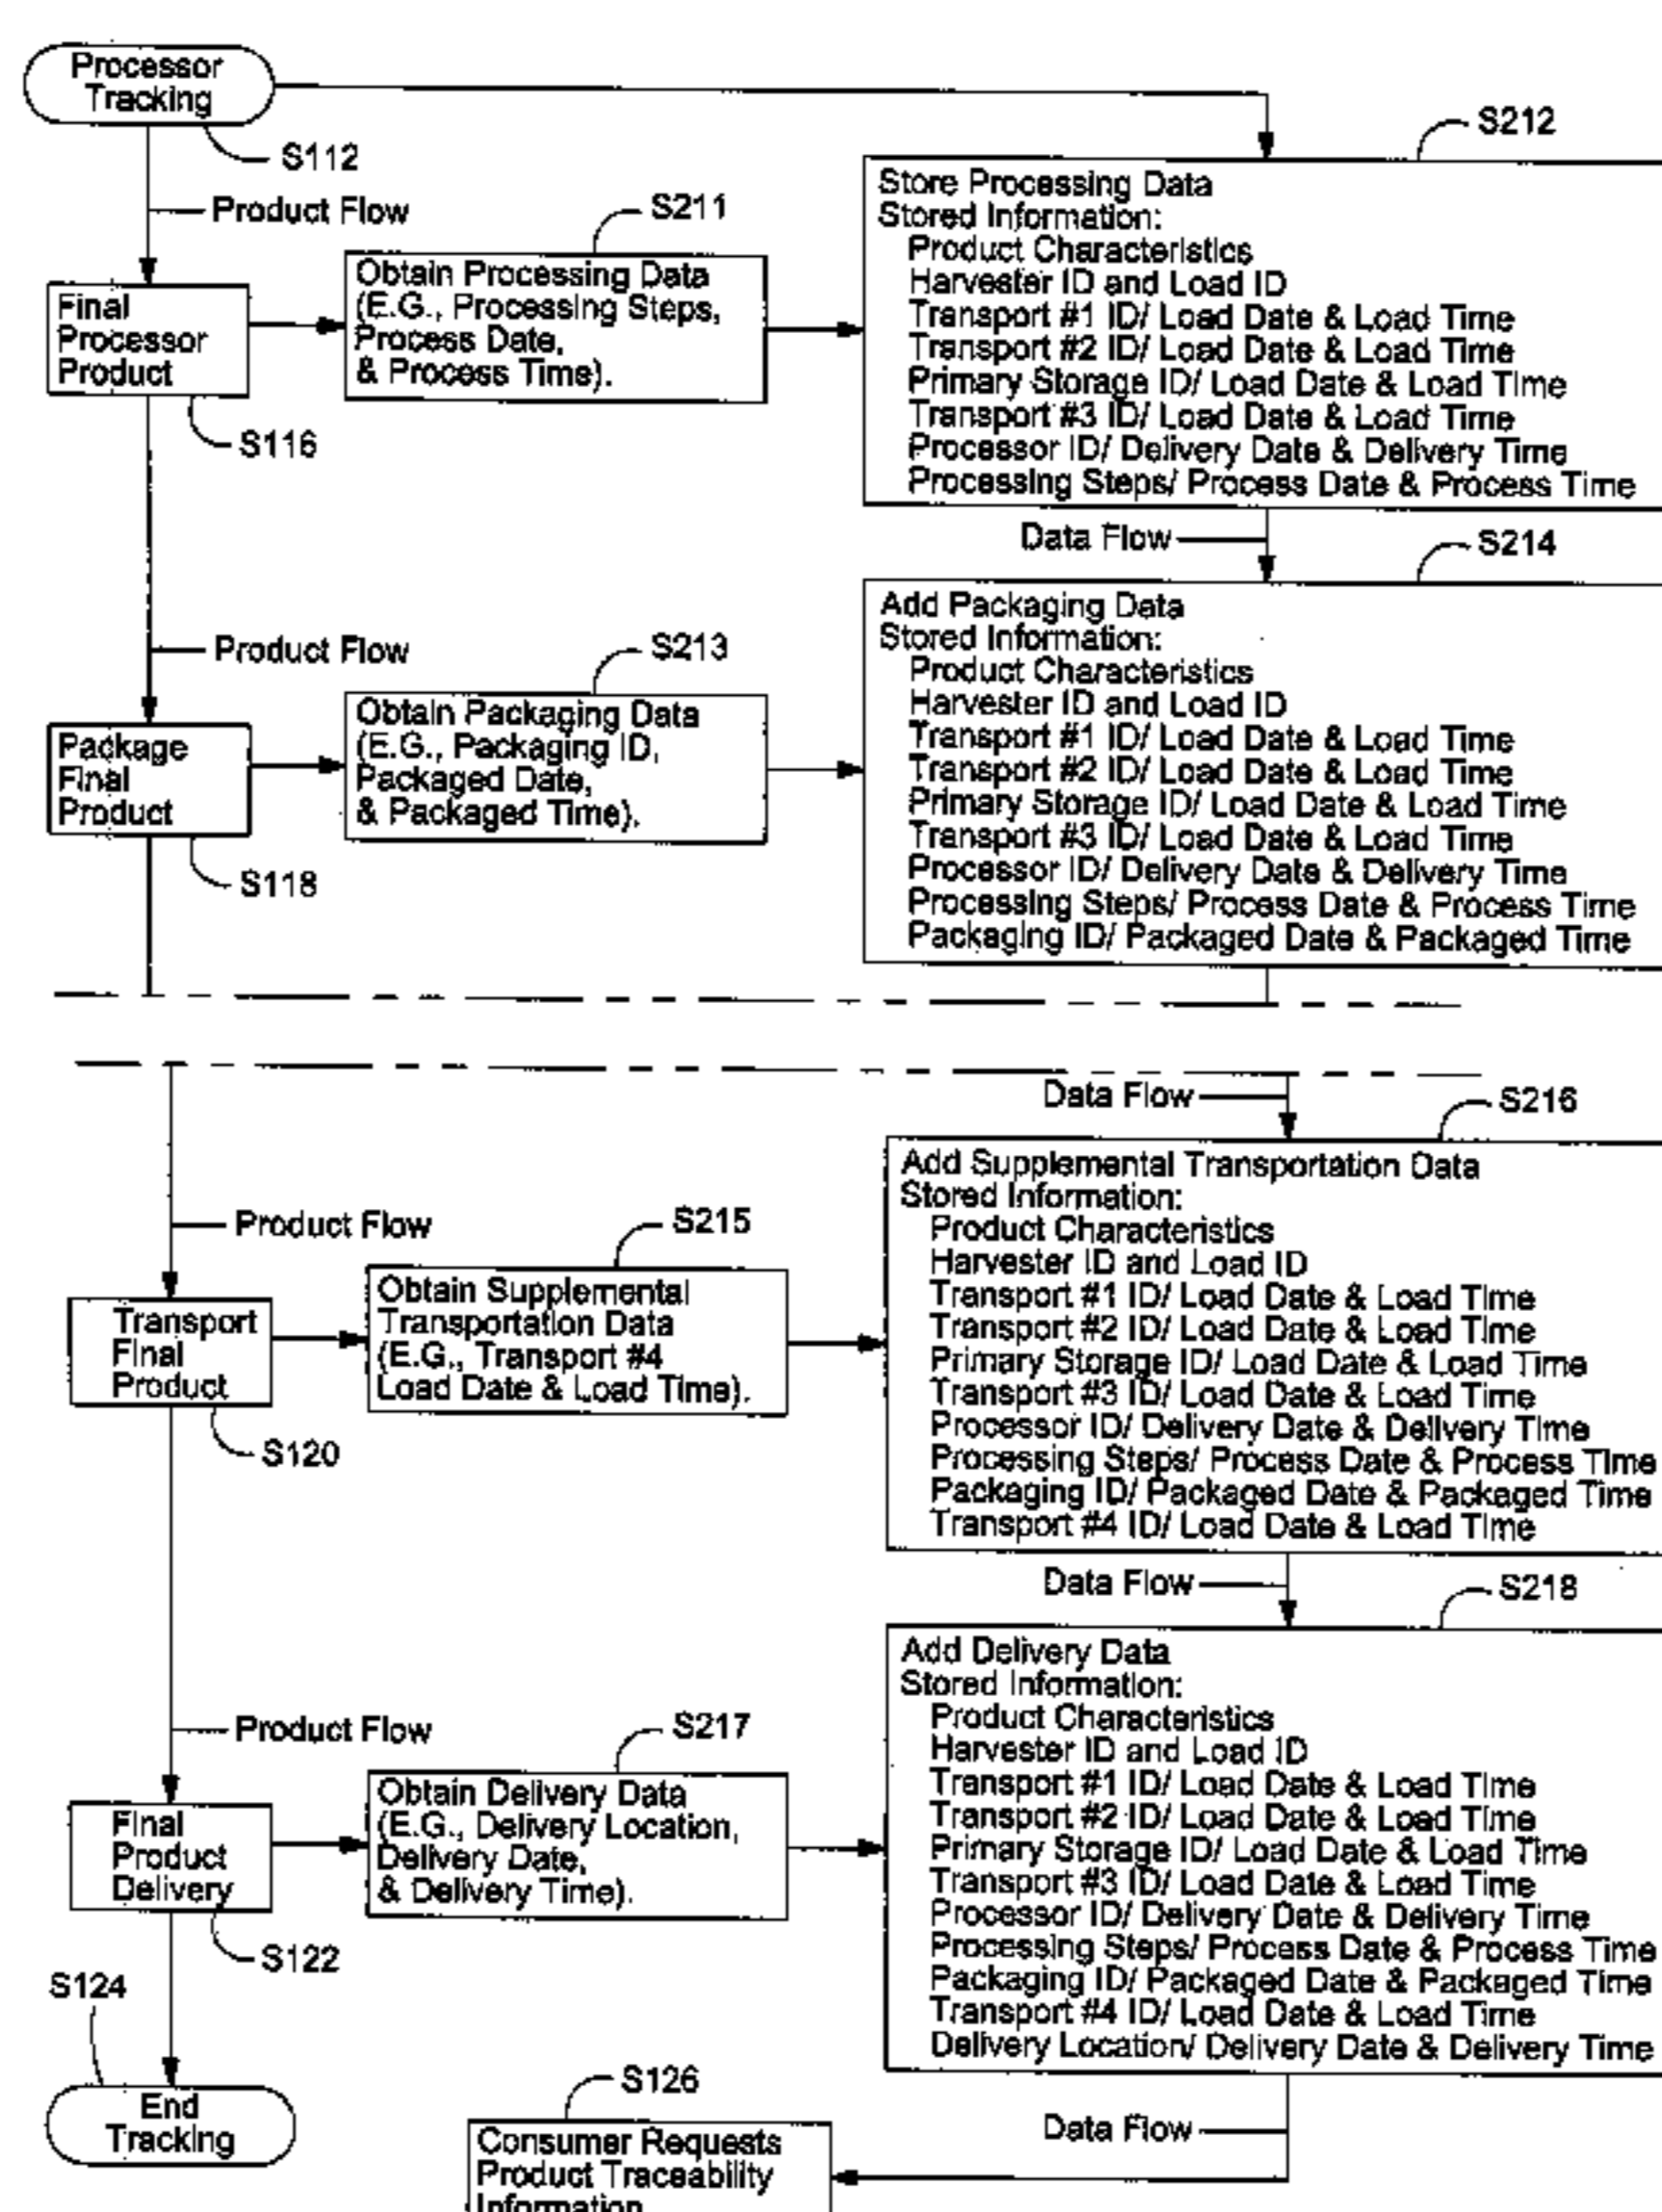 Processor
Tracking
S112
S212
Product Flow
S211
Store Processing Data
Stored Information:
Product Characteristics
Harvester ID and Load ID
Transport #1 ID/ Load Date & Load Time
Transport #2 ID/ Load Date & Load Time
Primary Storage ID/ Load Date & Load Time
Transport #3 ID/ Load Date & Load Time
Processor ID/ Delivery Date & Delivery Time
Processing Steps/ Process Date & Process Time
Final
Processor
Product
S116
Obtain Processing Data
(E.G., Processing Steps,
Process Date,
& Process Time).
Data Flow
S214
Product Flow
S213
Add Packaging Data
Stored Information:
Product Characteristics
Harvester ID and Load ID
Transport #1 ID/ Load Date & Load Time
Transport #2 ID/ Load Date & Load Time
Primary Storage ID/ Load Date & Load Time
Transport #3 ID/ Load Date & Load Time
Processor ID/ Delivery Date & Delivery Time
Processing Steps/ Process Date & Process Time
Packaging ID/ Packaged Date & Packaged Time
Package
Final
Product
S118
Obtain Packaging Data
(E.G., Packaging ID,
Packaged Date,
& Packaged Time).
Data Flow
S216
Product Flow
S215
Add Supplemental Transportation Data
Stored Information:
Product Characteristics
Harvester ID and Load ID
Transport #1 ID/ Load Date & Load Time
Transport #2 ID/ Load Date & Load Time
Primary Storage ID/ Load Date & Load Time
Transport #3 ID/ Load Date & Load Time
Processor ID/ Delivery Date & Delivery Time
Processing Steps/ Process Date & Process Time
Packaging ID/ Packaged Date & Packaged Time
Transport #4 ID/ Load Date & Load Time
Transport
Final
Product
S120
Obtain Supplemental
Transportation Data
(E.G., Transport #4
Load Date & Load Time).
Data Flow
S218
Product Flow
S217
Add Delivery Data
Stored Information:
Product Characteristics
Harvester ID and Load ID
Transport #1 ID/ Load Date & Load Time
Transport #2 ID/ Load Date & Load Time
Primary Storage ID/ Load Date & Load Time
Transport #3 ID/ Load Date & Load Time
Processor ID/ Delivery Date & Delivery Time
Processing Steps/ Process Date & Process Time
Packaging ID/ Packaged Date & Packaged Time
Transport #4 ID/ Load Date & Load Time
Delivery Location/ Delivery Date & Delivery Time
Final
Product
Delivery
S122
Obtain Delivery Data
(E.G., Delivery Location,
Delivery Date,
& Delivery Time).
S124
End
Tracking
S126
Data Flow
Consumer Requests
Product Traceability
Information